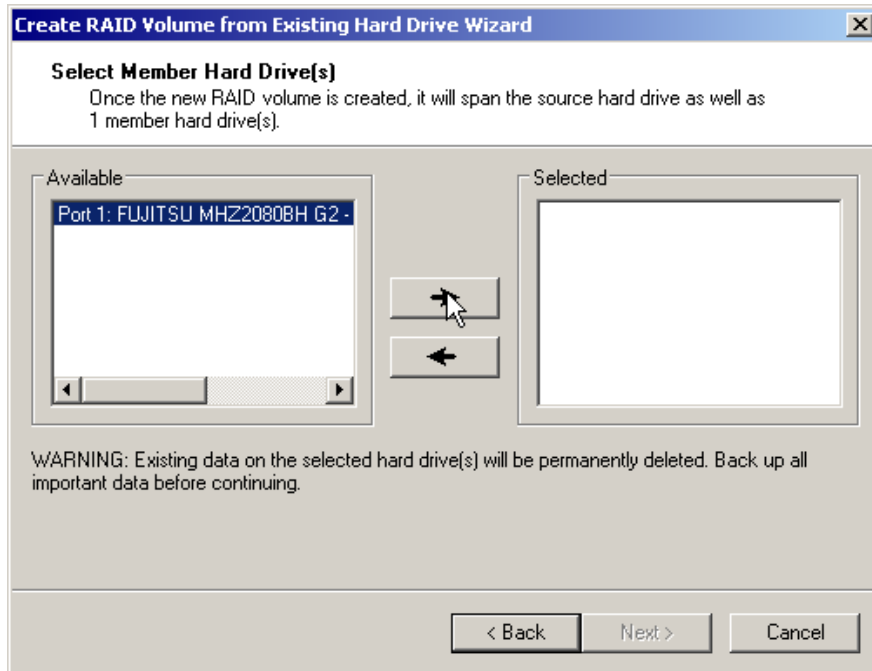 Create RAID Volume from Existing Hard Drive Wizard
Select Member Hard Drive(s)
Once the new RAID volume is created, it will span the source hard drive as well as
1 member hard drive(s).
Available
Selected
Port 1: FUJITSU MHZ2080BH G2 -
WARNING: Existing data on the selected hard drive(s) will be permanently deleted. Back up all
important data before continuing.
< Back
Next >
Cancel